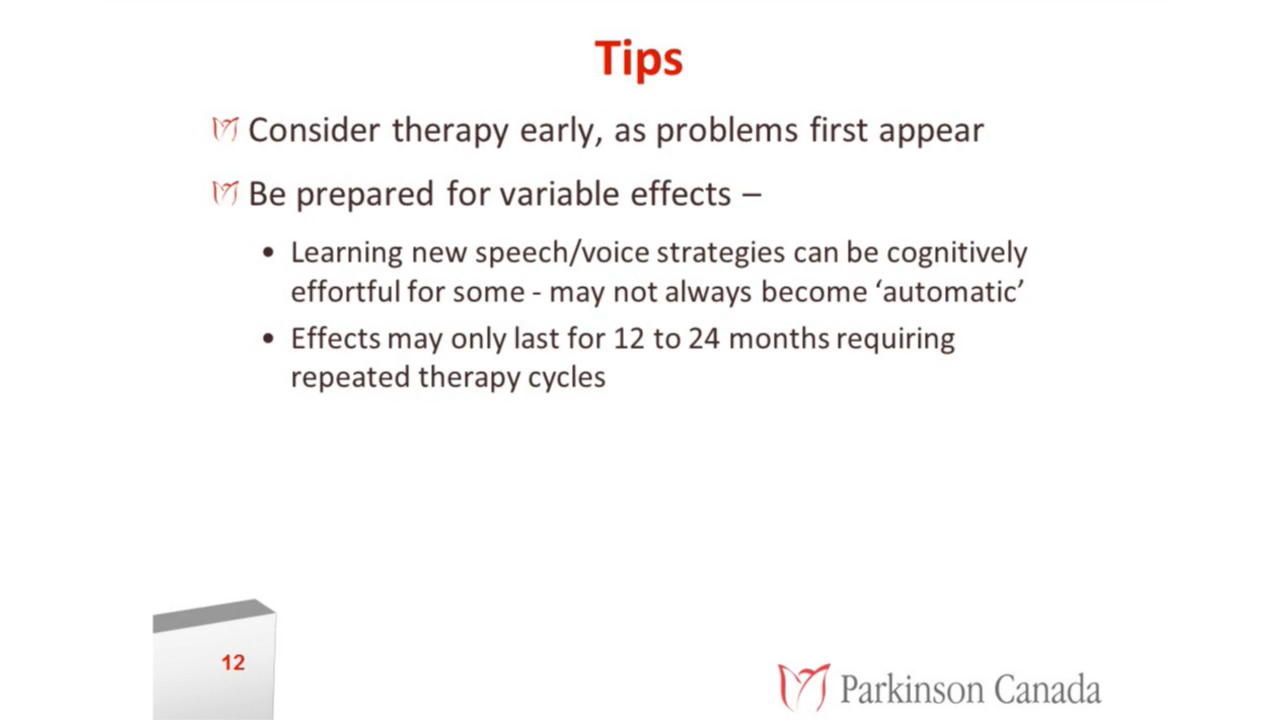 Tips
Consider therapy early, as problems first appear
Be prepared for variable effects –
• Learning new speech/voice strategies can be cognitively
effortful for some - may not always become ‘automatic’
• Effects may only last for 12 to 24 months requiring
repeated therapy cycles
12
Parkinson Canada